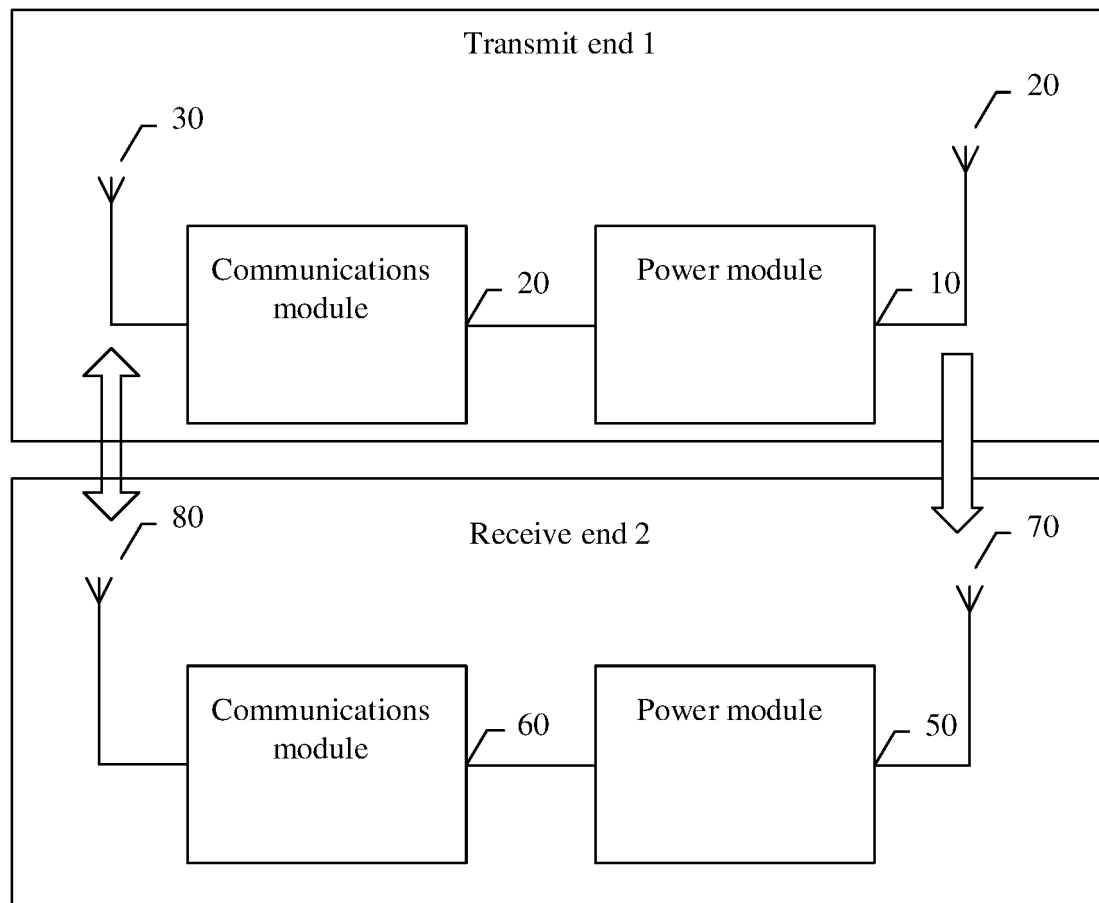 Transmit end 1
20
30
Communications
module
20
Power module
10
80
Receive end 2
70
Communications
module
60
Power module
50